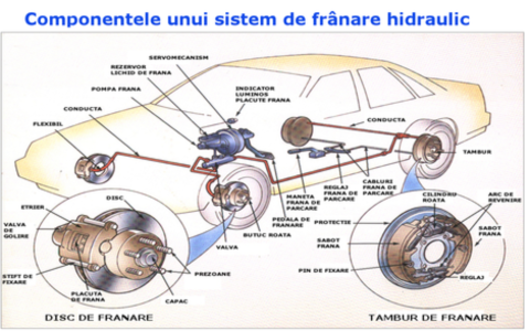 Componentele unui sistem de frânare hidraulic
SERVOMECANISM
REZERVOR
LICHID DE FRANA
POMPA FRANA
INDICATOR
LUMINOS
PLACUTE FRANA
CONDUCTA
CONDUCTA
FLEXIBIL
TAMBUR
CABLURI
FRANA DE
PARCARE
REGLAJ
FRANA DE
PARCARE
MANETA
FRANA DE
PARCARE
PEDALA DE
FRANARE
BUTUC ROATA
VALVA
DISC
ETRIER
VALVA
DE
GOLIRE
STIFT DE
FIXARE
PLACUTA
DE FRANA
CAPAC
PREZOANE
DISC DE FRANARE
CILINDRU
ROATA
ARC DE
REVENIRE
PROTECTIE
SABOT
FRANA
SABOT
FRANA
PIN DE FIXARE
REGLAJ
TAMBUR DE FRANARE